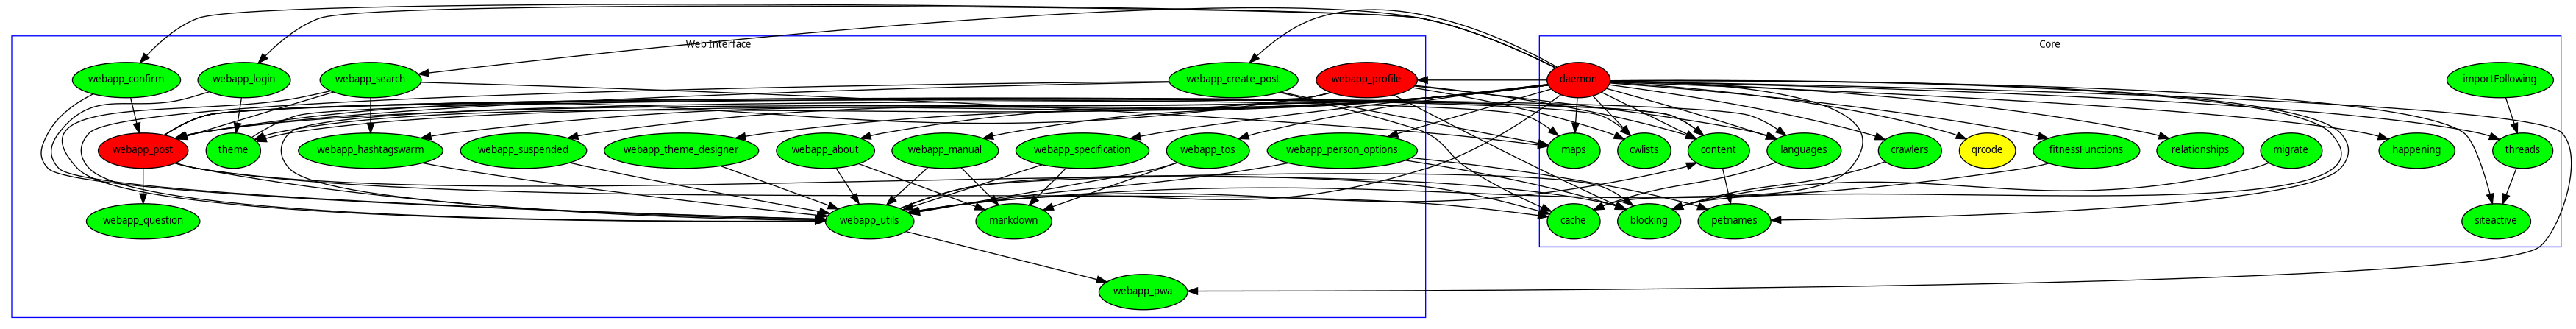 Web Interface
Core
webapp_confirm
webapp_login
webapp_search
webapp_create_post
webapp_profile
daemon
importFollowing
webapp_post
theme
webapp_hashtagswarm
webapp_suspended
webapp_theme_designer
webapp_about
webapp_manual
webapp_specification
webapp_tos
webapp_person_options
maps
cwlists
content
languages
crawlers
qrcode
fitnessFunctions
relationships
migrate
happening
threads
webapp_question
webapp_utils
markdown
cache
blocking
petnames
siteactive
webapp_pwa